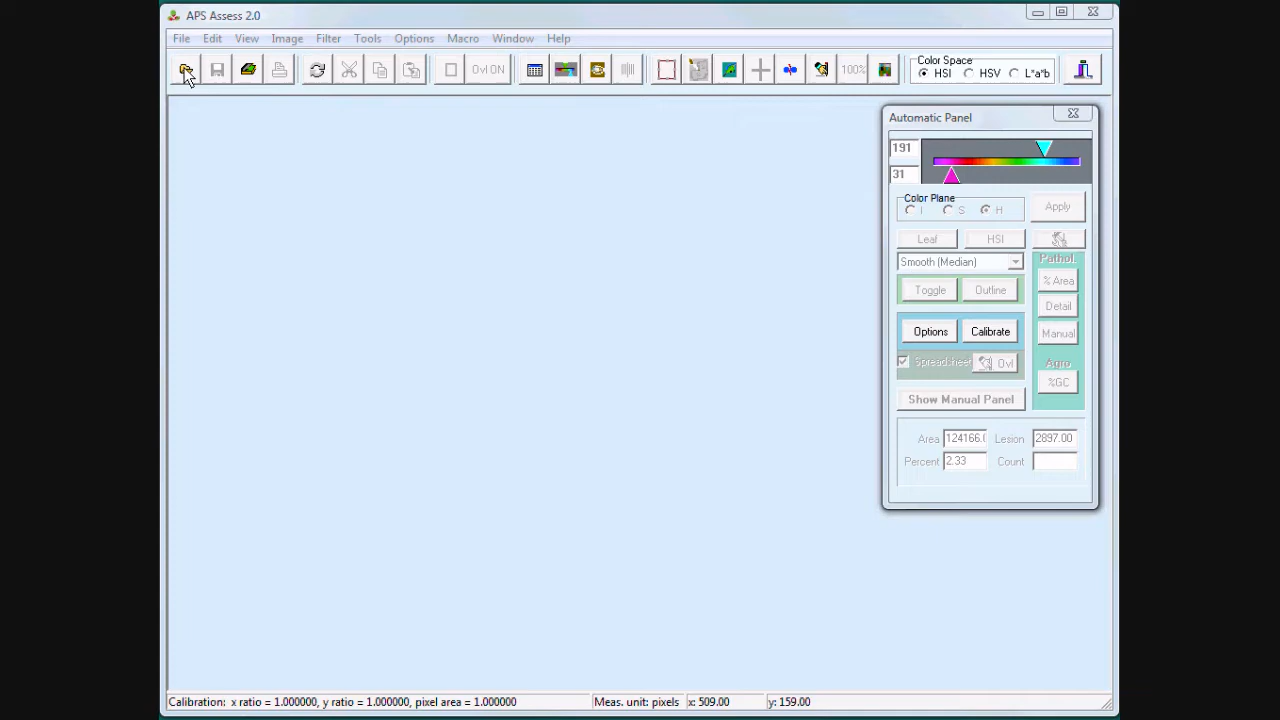 APS Assess 2.0
File Edit View Image Filter Tools Options Macro Window Help
Ovl ON 100% Color Space
HSI HSV L*a*b
Automatic Panel
191
31
Color Plane
I S H Apply
Leaf HSI
Smooth (Median) Pathol.
% Area
Toggle Outline
Detail
Options Calibrate Manual
Spreadsheet Ovl Agro
%GC
Show Manual Panel
Area 124166.( Lesion 2897.00
Percent 2.33 Count
Calibration: x ratio = 1.000000, y ratio = 1.000000, pixel area = 1.000000 Meas. unit: pixels x: 509.00 y: 159.00